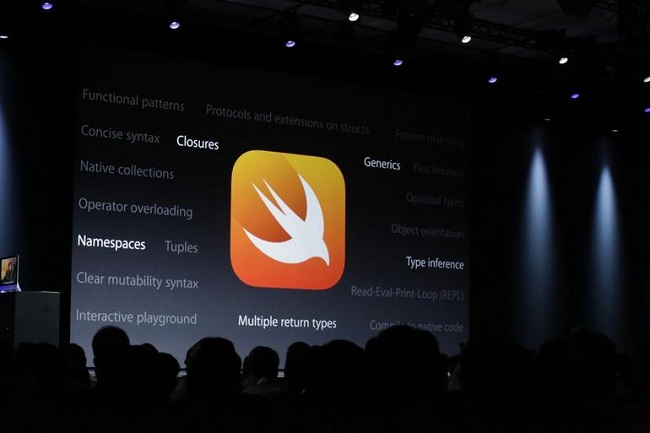 Functional patterns
Protocols and extensions on structs
Pattern matching
Concise syntax
Closures
Generics
Fast iteration
Native collections
Optional types
Operator overloading
Object orientation
Namespaces
Tuples
Type inference
Clear mutability syntax
Read-Eval-Print-Loop (REPL)
Interactive playground
Multiple return types
Compile to native code